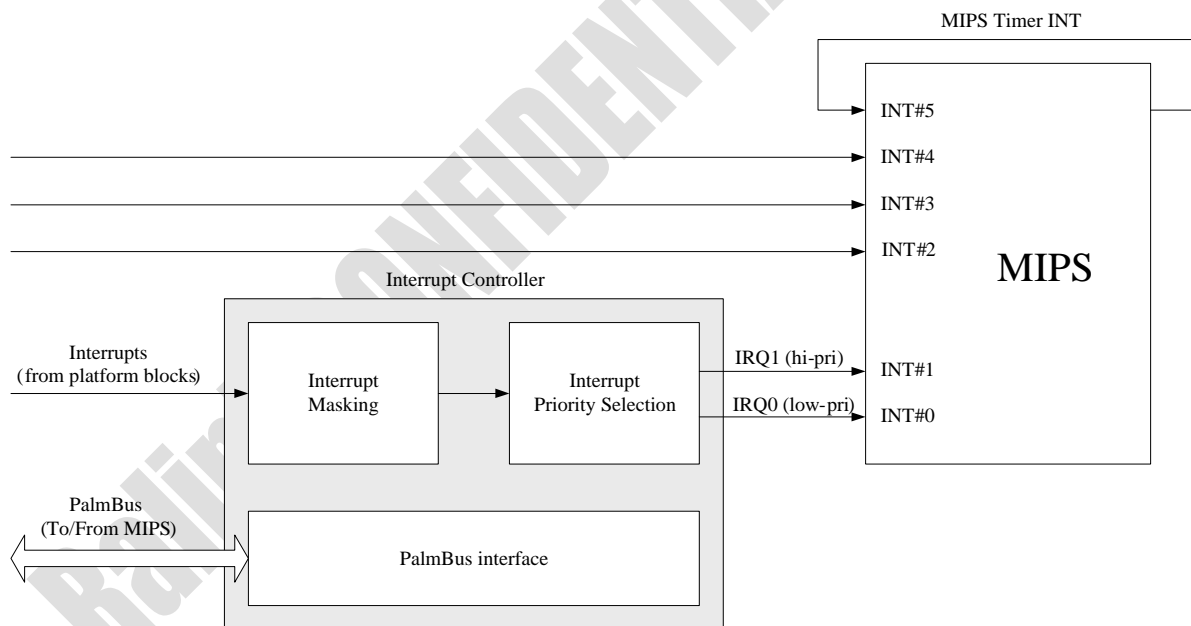 MIPS Timer INT
INT#5
INT#4
INT#3
INT#2
MIPS
Interrupt Controller
Interrupts
(from platform blocks)
Interrupt
Masking
Interrupt
Priority Selection
IRQ1 (hi-pri)
INT#1
IRQ0 (low-pri)
INT#0
PalmBus
(To/From MIPS)
PalmBus interface